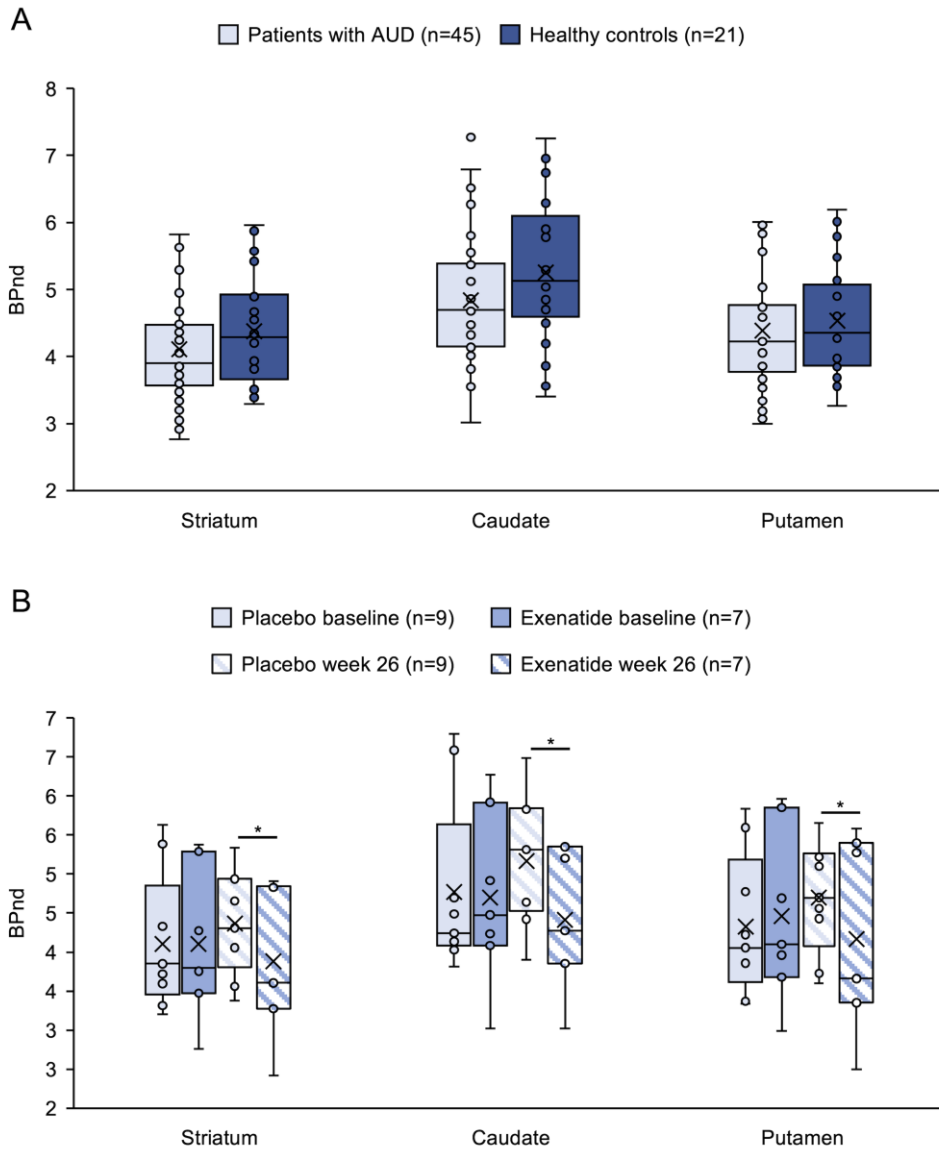 A
Patients with AUD (n=45) Healthy controls (n=21)
8
7
6
5
4
3
2
BPnd
Striatum Caudate Putamen
B
Placebo baseline (n=9) Exenatide baseline (n=7)
Placebo week 26 (n=9) Exenatide week 26 (n=7)
7
7
6
6
5
5
4
4
3
3
2
BPnd
* * *
Striatum Caudate Putamen